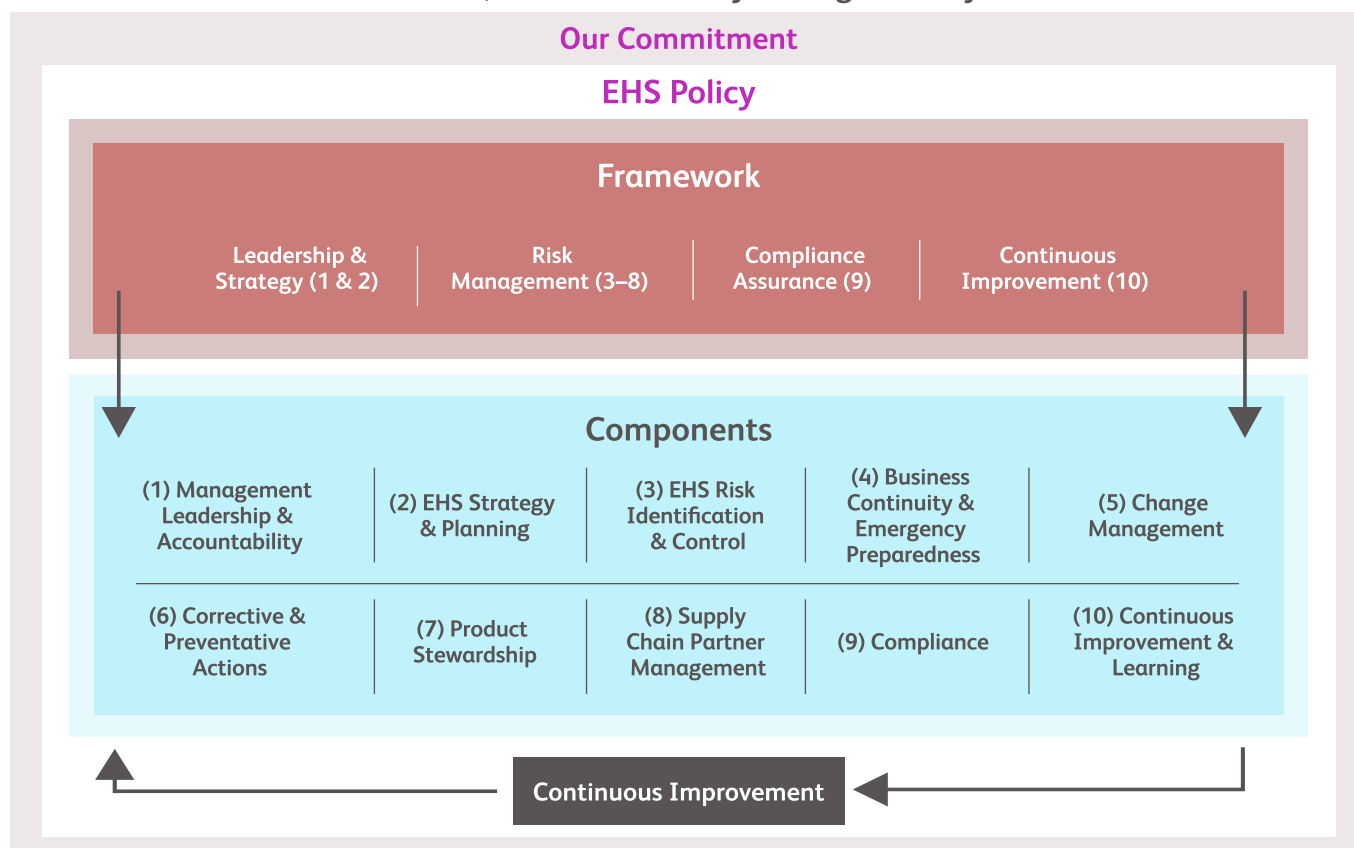 Our Commitment
EHS Policy
Framework
Leadership &
Strategy (1 & 2)
Risk
Management (3–8)
Compliance
Assurance (9)
Continuous
Improvement (10)
Components
(1) Management
Leadership &
Accountability
(2) EHS Strategy
& Planning
(3) EHS Risk
Identification
& Control
(4) Business
Continuity &
Emergency
Preparedness
(5) Change
Management
(6) Corrective &
Preventative
Actions
(7) Product
Stewardship
(8) Supply
Chain Partner
Management
(9) Compliance
(10) Continuous
Improvement &
Learning
Continuous Improvement